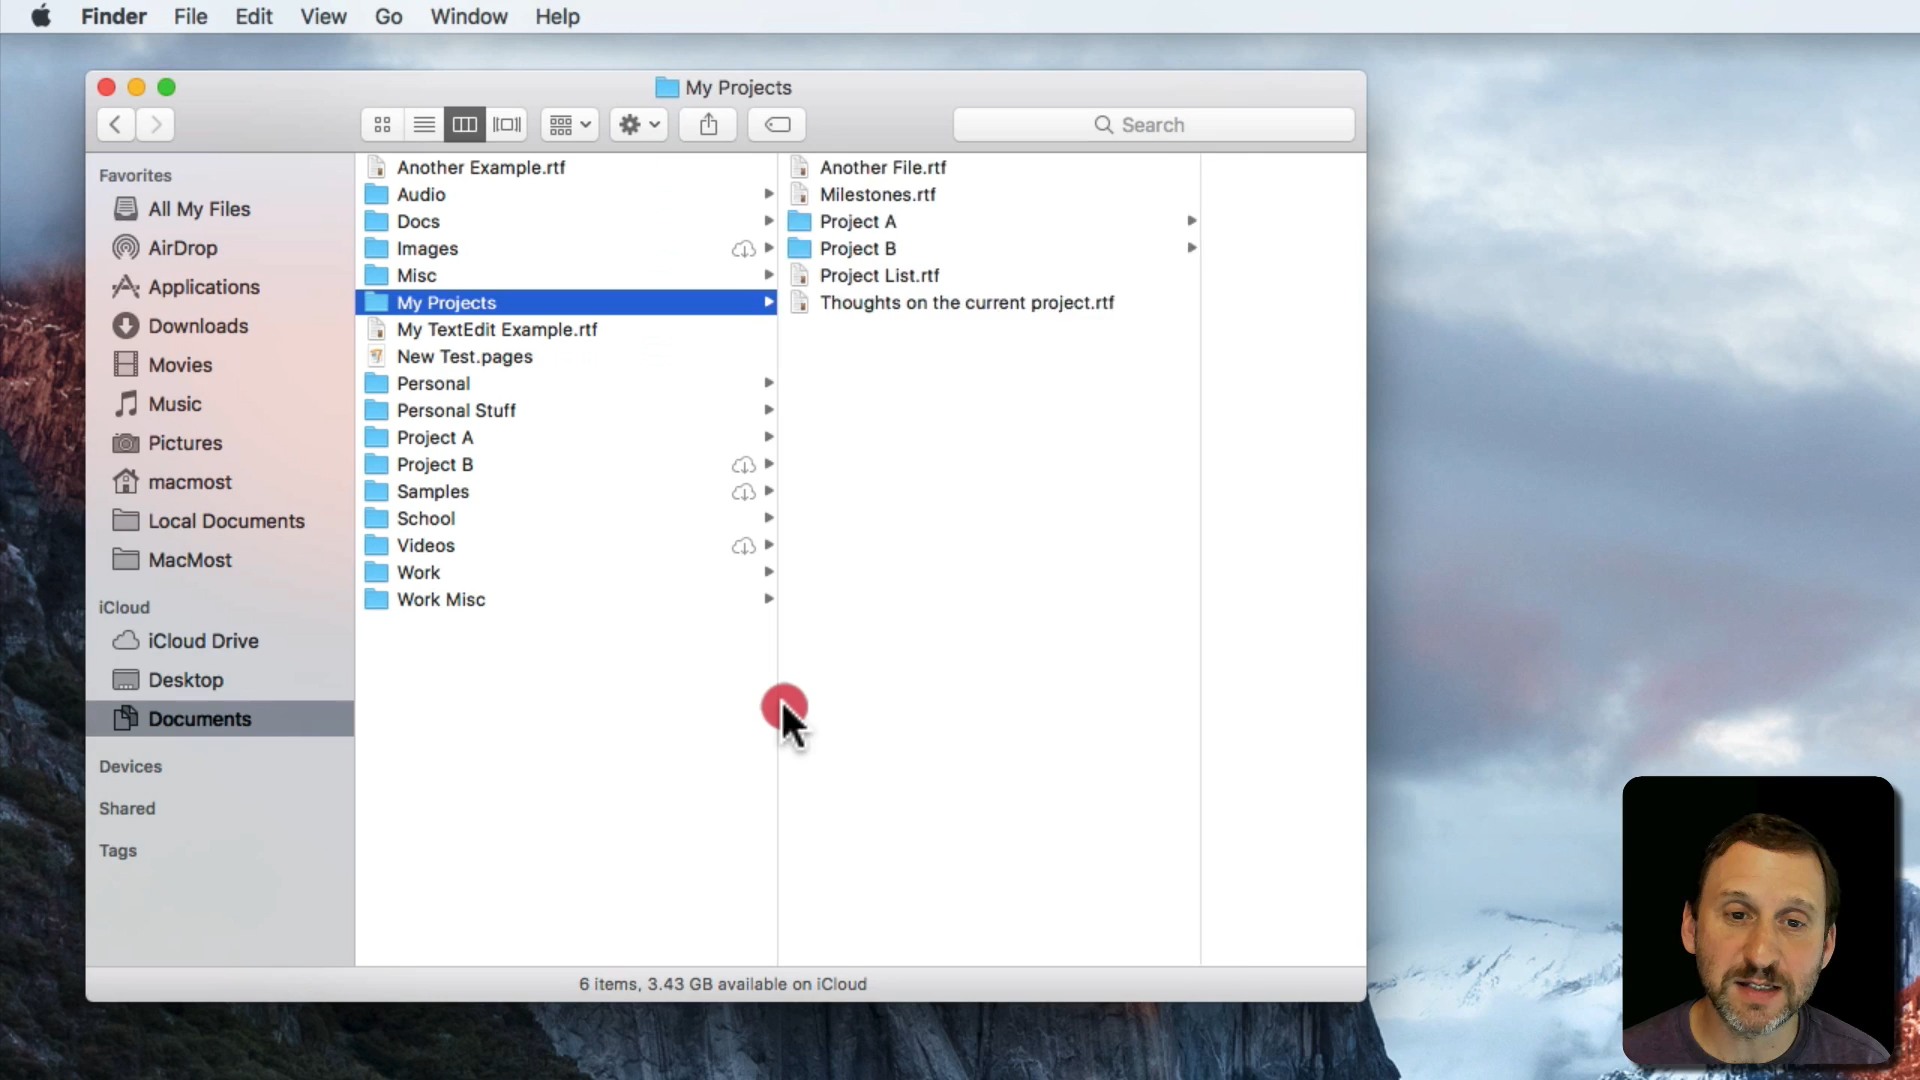 Finder File Edit View Go Window Help
My Projects
Search
Favorites
All My Files
AirDrop
Applications
Downloads
Movies
Music
Pictures
macmost
Local Documents
MacMost
iCloud
iCloud Drive
Desktop
Documents
Devices
Shared
Tags
Another Example.rtf
Audio
Docs
Images
Misc
My Projects
My TextEdit Example.rtf
New Test.pages
Personal
Personal Stuff
Project A
Project B
Samples
School
Videos
Work
Work Misc
Another File.rtf
Milestones.rtf
Project A
Project B
Project List.rtf
Thoughts on the current project.rtf
6 items, 3.43 GB available on iCloud